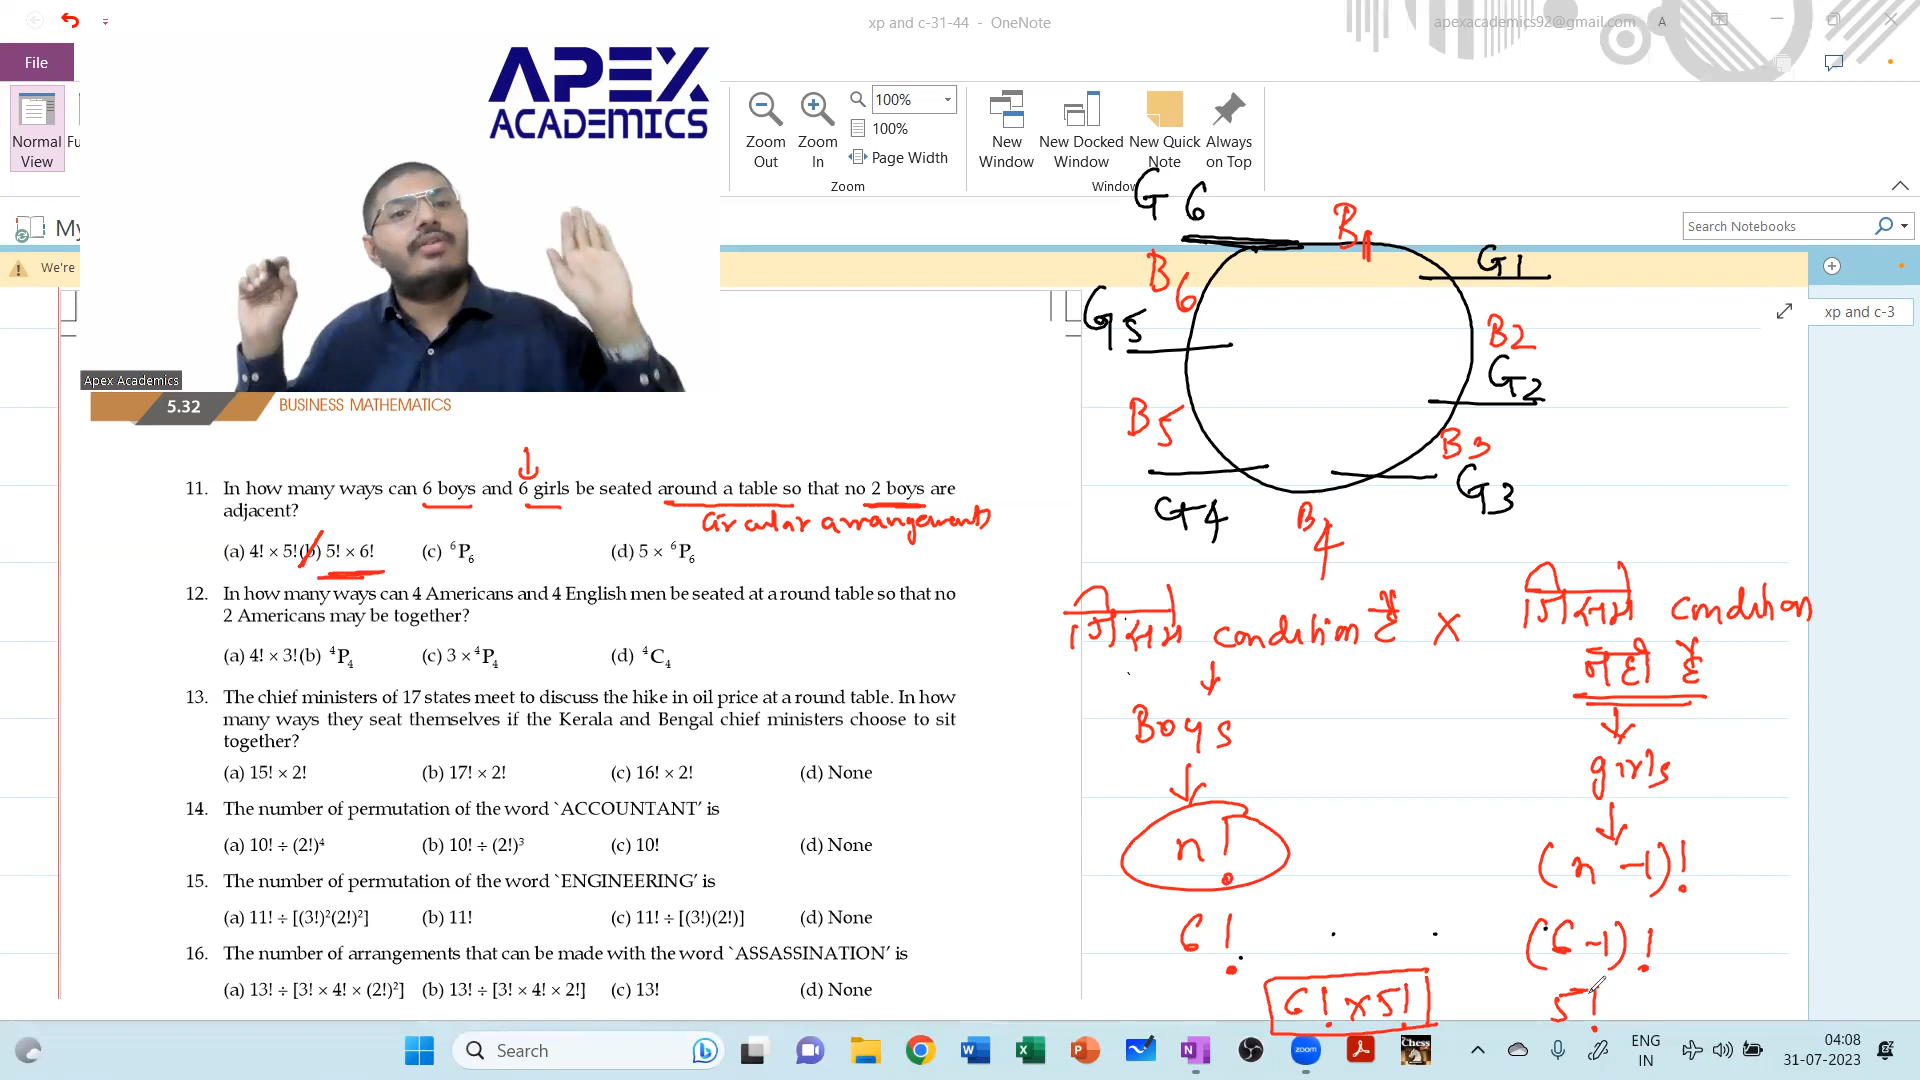 xp and c-31-44 - OneNote
apexacademics92@gmail.com A
File
APEX
ACADEMICS
Normal
View
Fu
Zoom
Out
Zoom
In
100%
100%
Page Width
Zoom
New
Window
New Docked
Window
New Quick
Note
Always
on Top
Window
My
Search Notebooks
We're
xp and c-3
Apex Academics
5.32 BUSINESS MATHEMATICS
11. In how many ways can 6 boys and 6 girls be seated around a table so that no 2 boys are
adjacent?
circular arrangements
(a) 4! × 5! (b) 5! × 6! (c) ⁶P₆ (d) 5 × ⁶P₆
12. In how many ways can 4 Americans and 4 English men be seated at a round table so that no
2 Americans may be together?
(a) 4! × 3! (b) ⁴P₄ (c) 3 × ⁴P₄ (d) ⁴C₄
13. The chief ministers of 17 states meet to discuss the hike in oil price at a round table. In how
many ways they seat themselves if the Kerala and Bengal chief ministers choose to sit
together?
(a) 15! × 2! (b) 17! × 2! (c) 16! × 2! (d) None
14. The number of permutation of the word `ACCOUNTANT' is
(a) 10! ÷ (2!)⁴ (b) 10! ÷ (2!)³ (c) 10! (d) None
15. The number of permutation of the word `ENGINEERING' is
(a) 11! ÷ [(3!)²(2!)²] (b) 11! (c) 11! ÷ [(3!)(2!)] (d) None
16. The number of arrangements that can be made with the word `ASSASSINATION' is
(a) 13! ÷ [3! × 4! × (2!)²] (b) 13! ÷ [3! × 4! × 2!] (c) 13! (d) None
G6
B1
G1
B6
G5
B2
G2
B5
B3
G3
G4
B4
condition है ×
condition
नही है
Boys
girls
n!
(n-1)!
6!
(6-1)!
6! × 5!
5!
Search
ENG
IN
04:08
31-07-2023
Chess
zoom